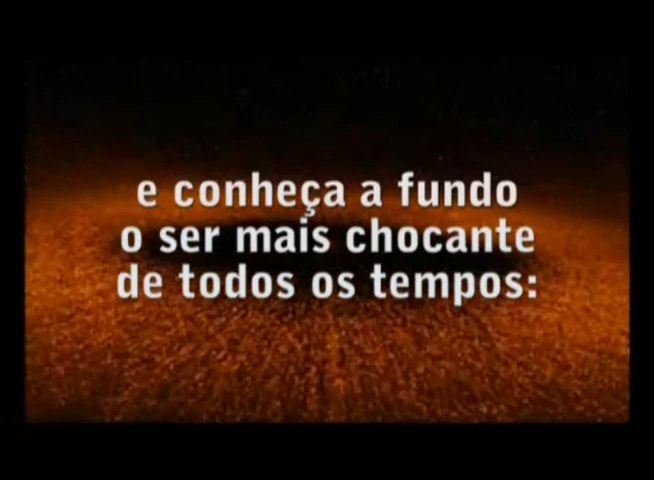 e conheça a fundo
o ser mais chocante
de todos os tempos: